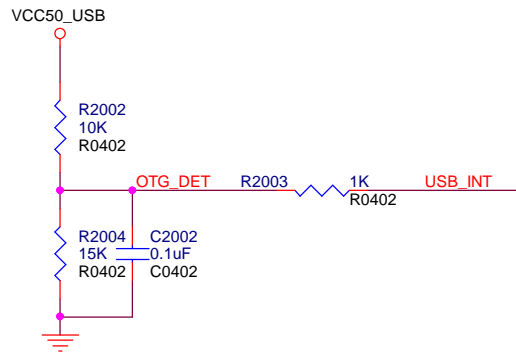 VCC50_USB
R2002
10K
R0402
OTG_DET
R2003
1K
R0402
USB_INT
R2004
15K
R0402
C2002
0.1uF
C0402